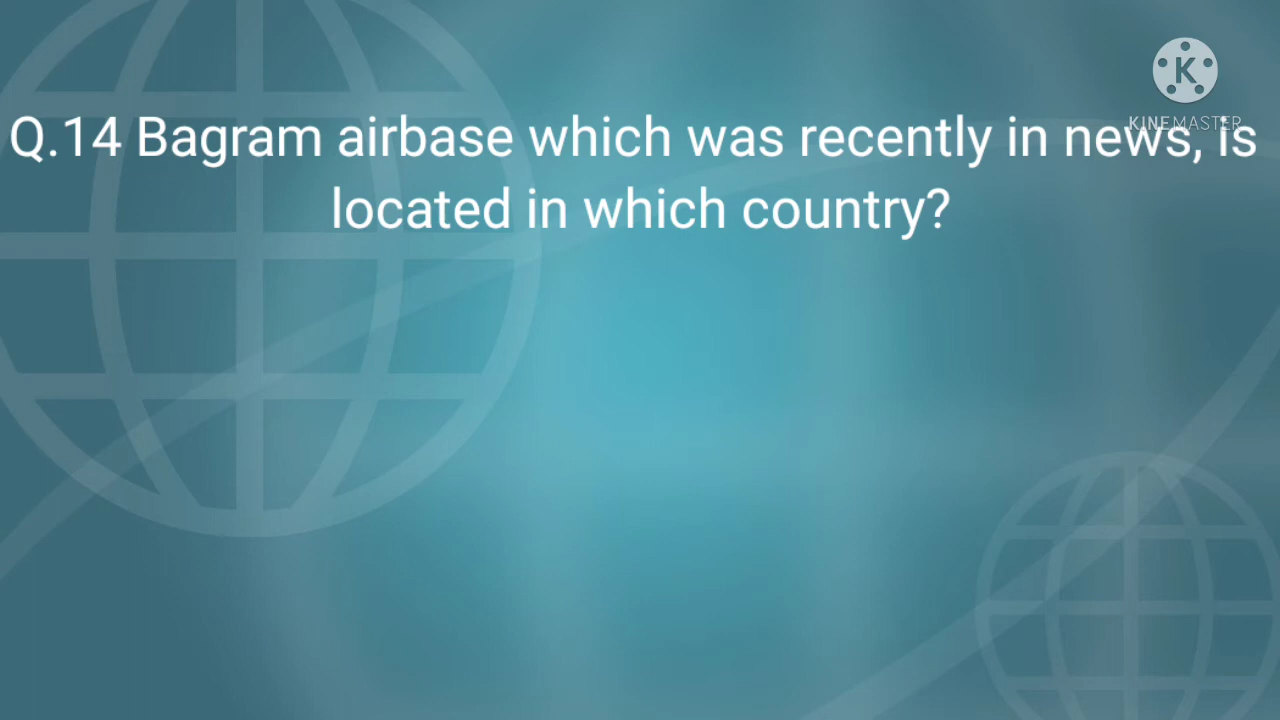 KINEMASTER
Q.14 Bagram airbase which was recently in news, is
located in which country?